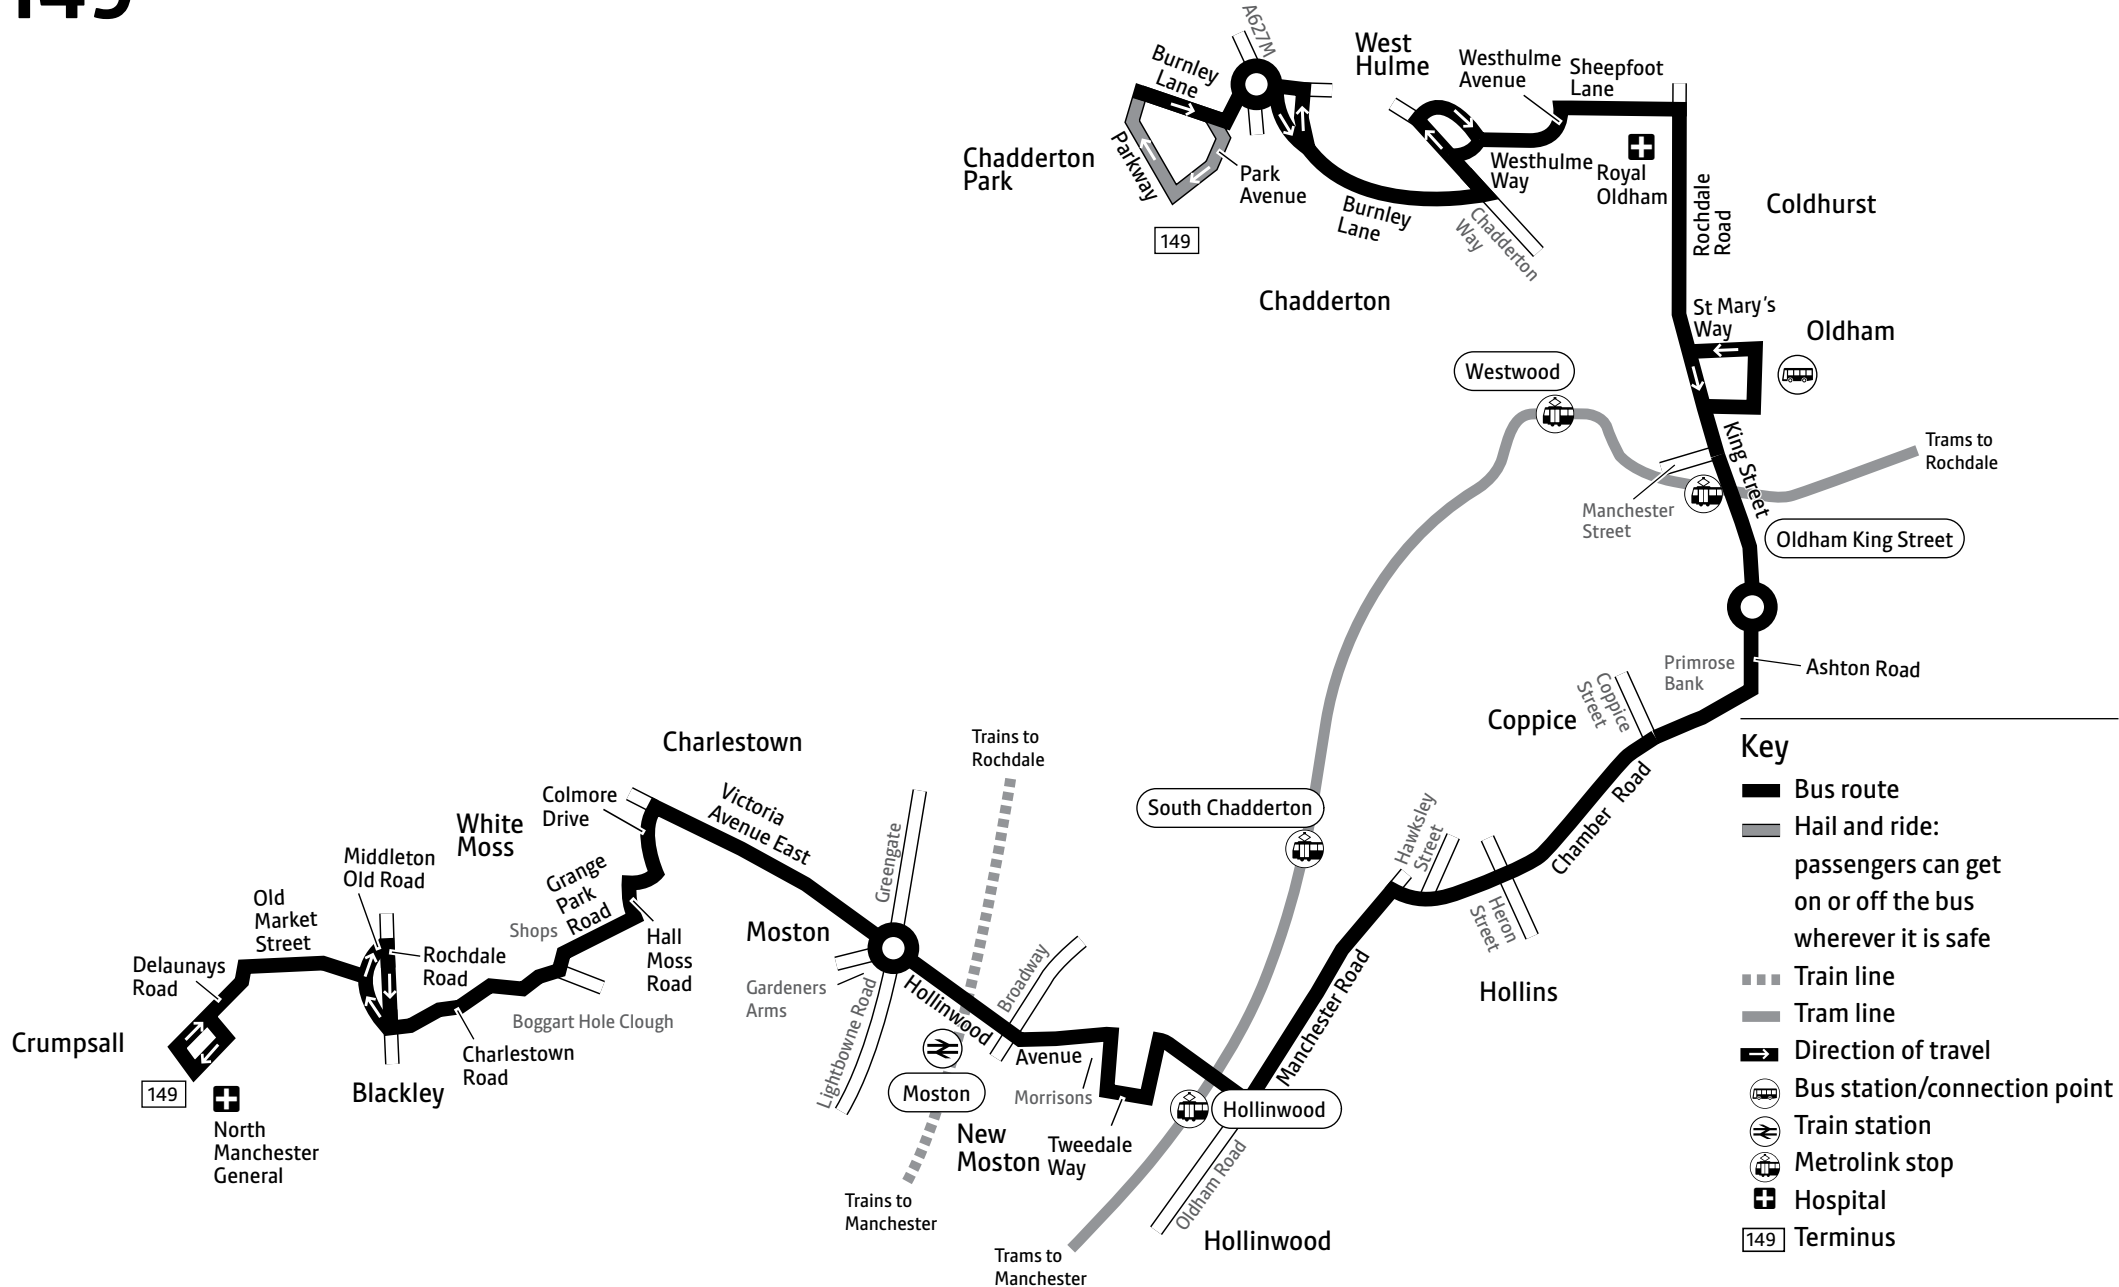 149
A627M
Burnley
Lane
West
Hulme
Westhulme
Avenue
Sheepfoot
Lane
Chadderton
Park
Parkway
Park
Avenue
149
Burnley
Lane
Chadderton
Way
Westhulme
Way
Royal
Oldham
Rochdale
Road
Coldhurst
Chadderton
St Mary's
Way
Oldham
Westwood
King Street
Trams to
Rochdale
Manchester
Street
Oldham King Street
Primrose
Bank
Ashton Road
Coppice
Street
Coppice
Chamber Road
South Chadderton
Hawksley
Street
Heron
Street
Hollins
Manchester Road
Charlestown
Trains to
Rochdale
Victoria
Avenue East
Colmore
Drive
White
Moss
Greengate
Middleton
Old Road
Grange
Park
Road
Old
Market
Street
Shops
Hall
Moss
Road
Moston
Broadway
Rochdale
Road
Delaunays
Road
Gardeners
Arms
Lightbowne Road
Hollinwood
Avenue
Boggart Hole Clough
Crumpsall
Charlestown
Road
149
Blackley
North
Manchester
General
Moston
Morrisons
New
Moston
Tweedale
Way
Hollinwood
Oldham Road
Trains to
Manchester
Trams to
Manchester
Hollinwood
Key
Bus route
Hail and ride:
passengers can get
on or off the bus
wherever it is safe
Train line
Tram line
Direction of travel
Bus station/connection point
Train station
Metrolink stop
Hospital
149 Terminus